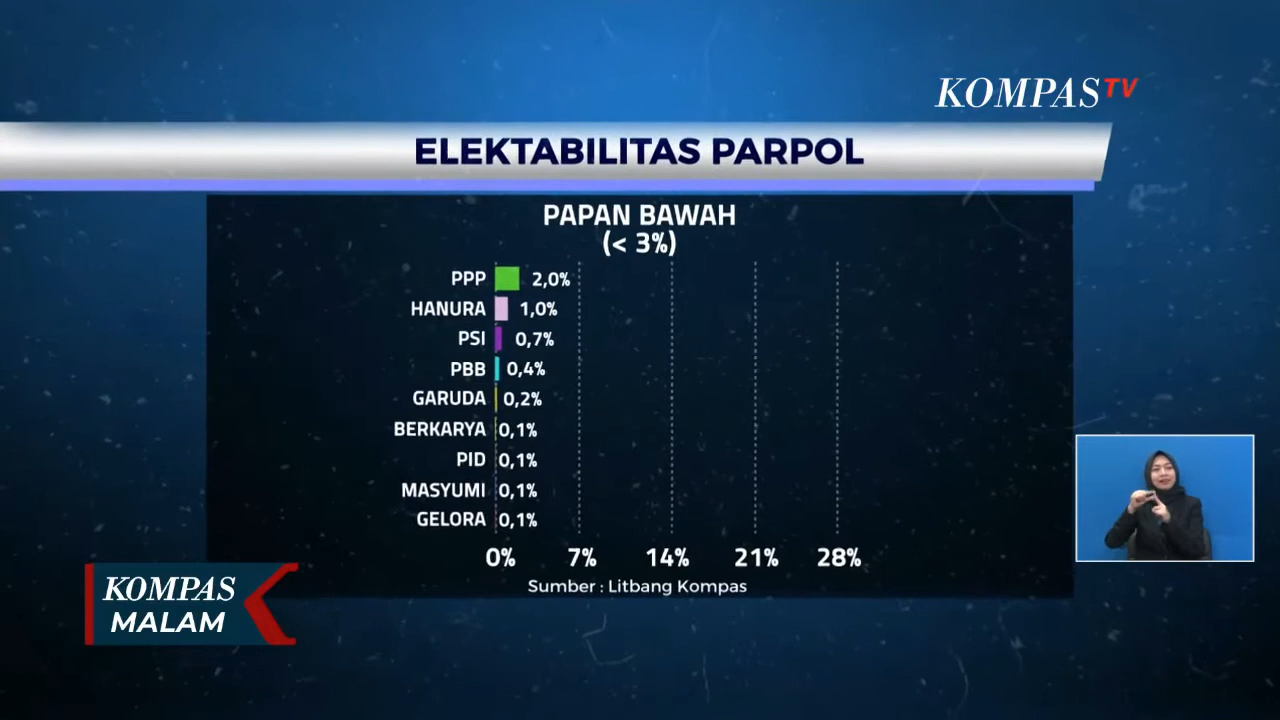 KOMPAS TV
ELEKTABILITAS PARPOL
PAPAN BAWAH
(< 3%)
PPP 2,0%
HANURA 1,0%
PSI 0,7%
PBB 0,4%
GARUDA 0,2%
BERKARYA 0,1%
PID 0,1%
MASYUMI 0,1%
GELORA 0,1%
0% 7% 14% 21% 28%
Sumber : Litbang Kompas
KOMPAS
MALAM